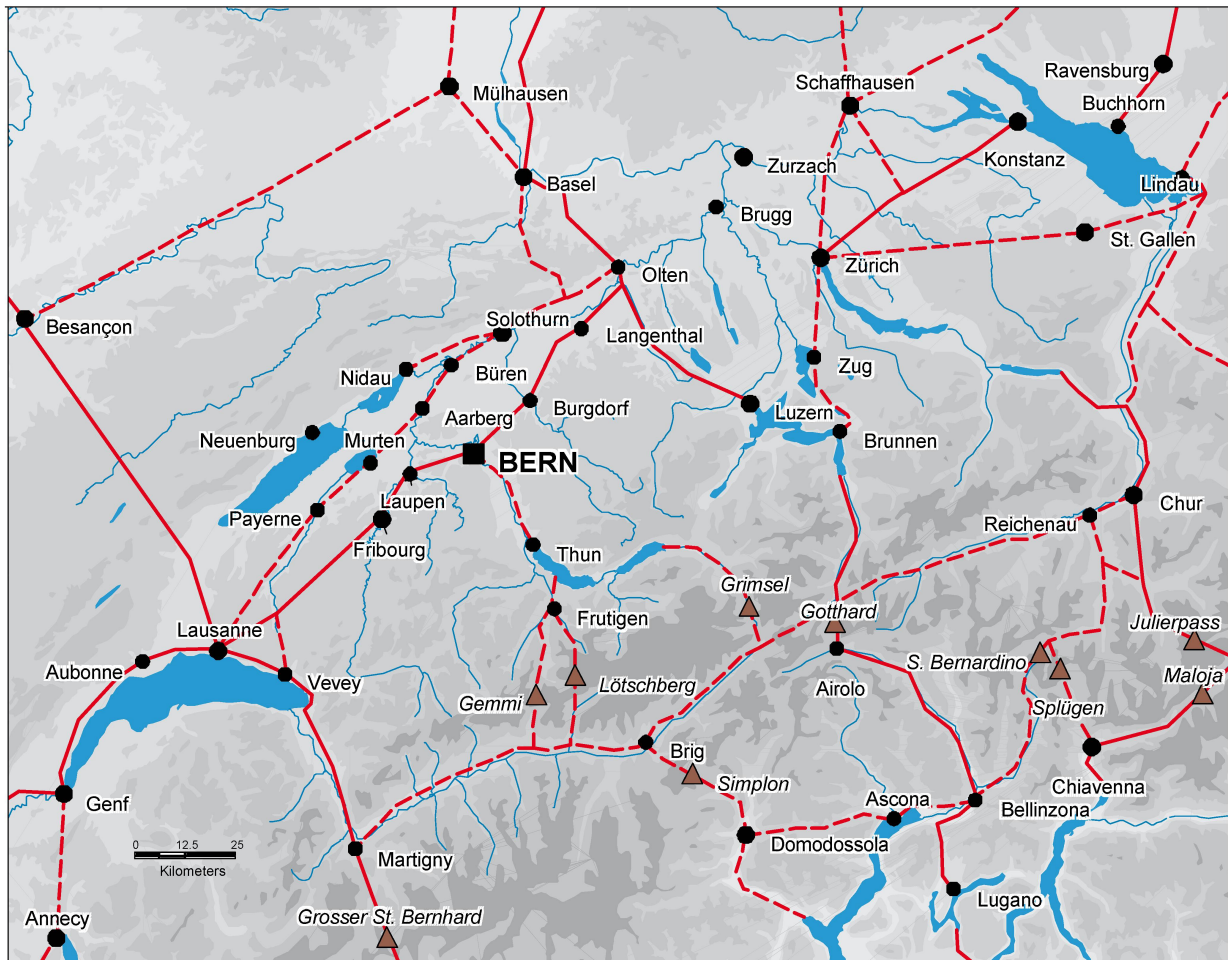 Ravensburg
Mülhausen
Schaffhausen
Buchhorn
Zurzach
Konstanz
Basel
Lindau
Brugg
St. Gallen
Olten
Zürich
Besançon
Solothurn
Langenthal
Nidau
Büren
Zug
Burgdorf
Aarberg
Luzern
Neuenburg
Murten
Brunnen
BERN
Laupen
Chur
Payerne
Reichenau
Fribourg
Thun
Grimsel
Gotthard
Frutigen
Julierpass
Lausanne
S. Bernardino
Aubonne
Vevey
Lötschberg
Airolo
Maloja
Gemmi
Splügen
Brig
Simplon
Chiavenna
Genf
Ascona
Bellinzona
Domodossola
0 12.5 25
Kilometers
Martigny
Lugano
Annecy
Grosser St. Bernhard